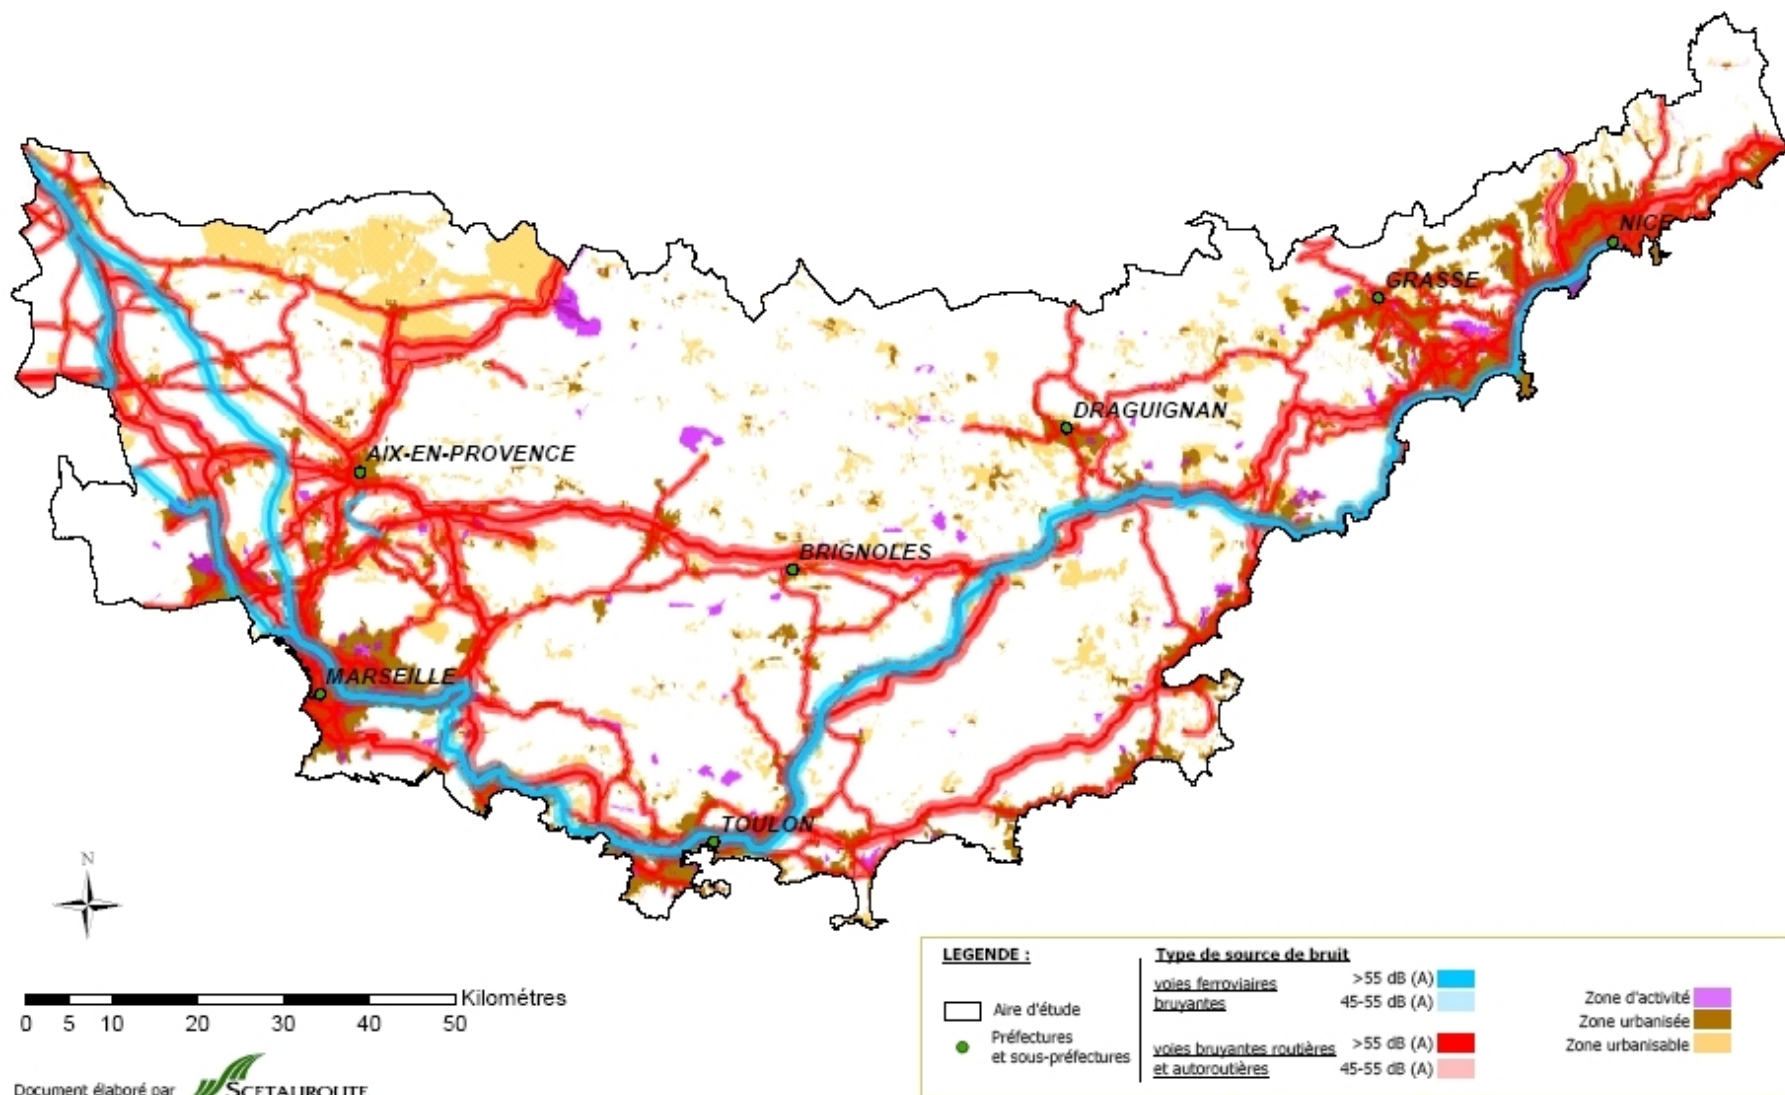 NICE
GRASSE
DRAGUIGNAN
AIX-EN-PROVENCE
BRIGNOLES
MARSEILLE
TOULON
N
Kilométres
0 5 10 20 30 40 50
Document élaboré par SCETAUROUTE
LEGENDE :
Aire d'étude
Préfectures
et sous-préfectures
Type de source de bruit
voies ferroviaires >55 dB (A)
bruyantes 45-55 dB (A)
voies bruyantes routières >55 dB (A)
et autoroutières 45-55 dB (A)
Zone d'activité
Zone urbanisée
Zone urbanisable